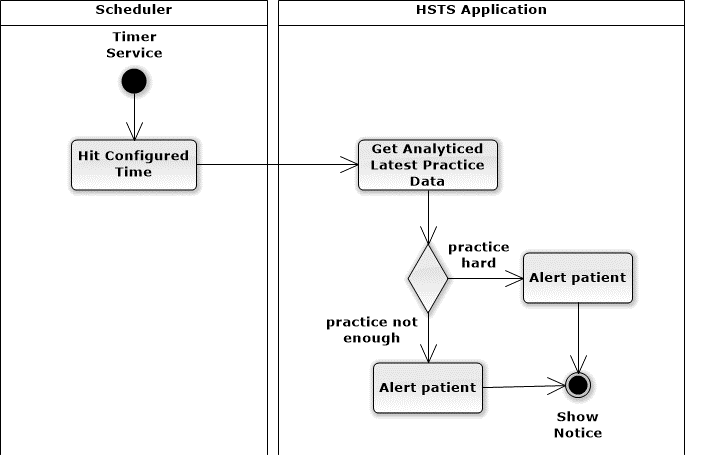 Scheduler
HSTS Application
Timer
Service
Hit Configured
Time
Get Analyticed
Latest Practice
Data
practice
hard
Alert patient
practice not
enough
Alert patient
Show
Notice